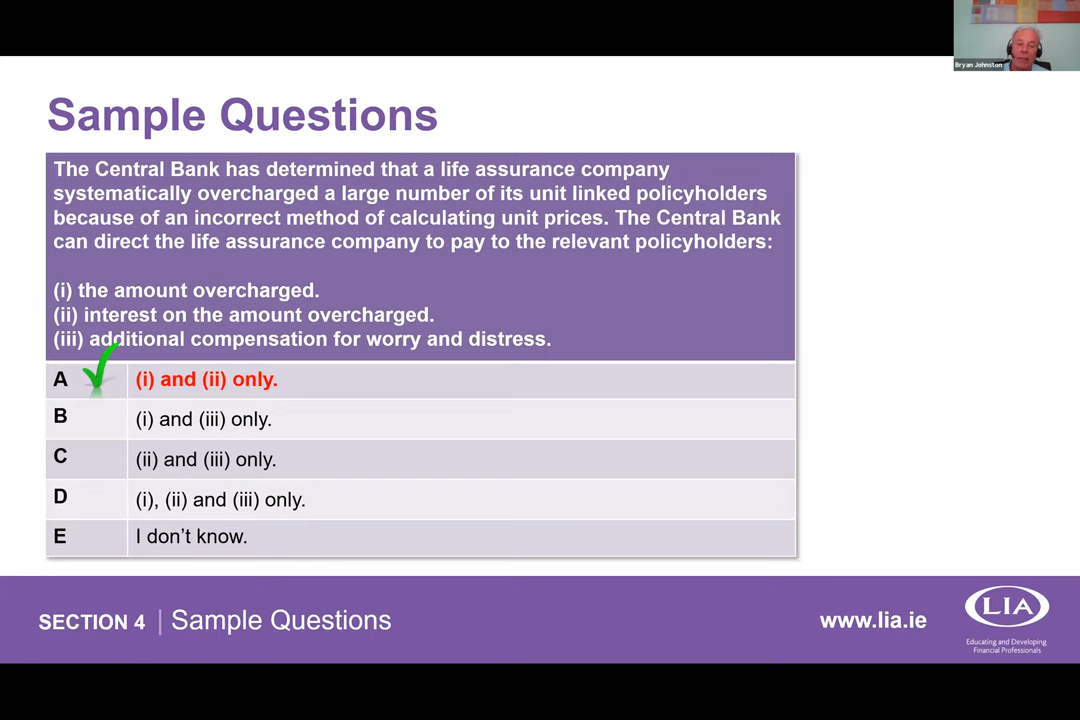 Bryan Johnston
Sample Questions
The Central Bank has determined that a life assurance company
systematically overcharged a large number of its unit linked policyholders
because of an incorrect method of calculating unit prices. The Central Bank
can direct the life assurance company to pay to the relevant policyholders:
(i) the amount overcharged.
(ii) interest on the amount overcharged.
(iii) additional compensation for worry and distress.
A (i) and (ii) only.
B (i) and (iii) only.
C (ii) and (iii) only.
D (i), (ii) and (iii) only.
E I don’t know.
SECTION 4 | Sample Questions
www.lia.ie
LIA
Educating and Developing
Financial Professionals